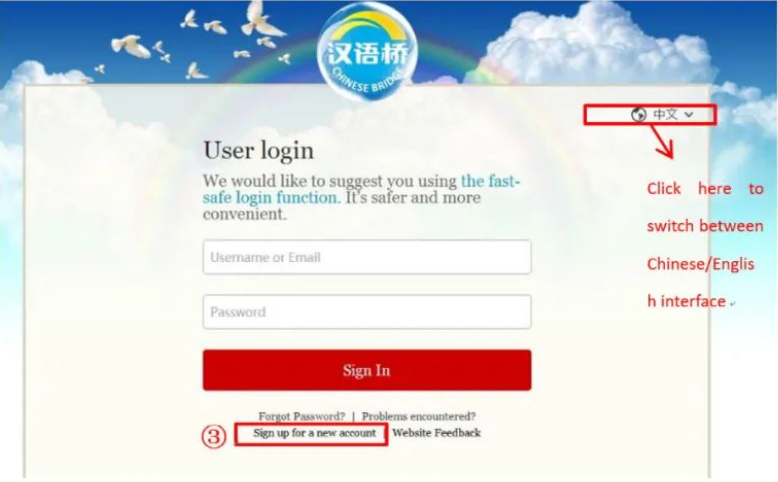 汉语桥
CHINESE BRIDGE
中文
User login
We would like to suggest you using the fast-
safe login function. It's safer and more
convenient.
Click here to
switch between
Chinese/Englis
h interface
Username or Email
Password
Sign In
Forgot Password? | Problems encountered?
③ Sign up for a new account | Website Feedback